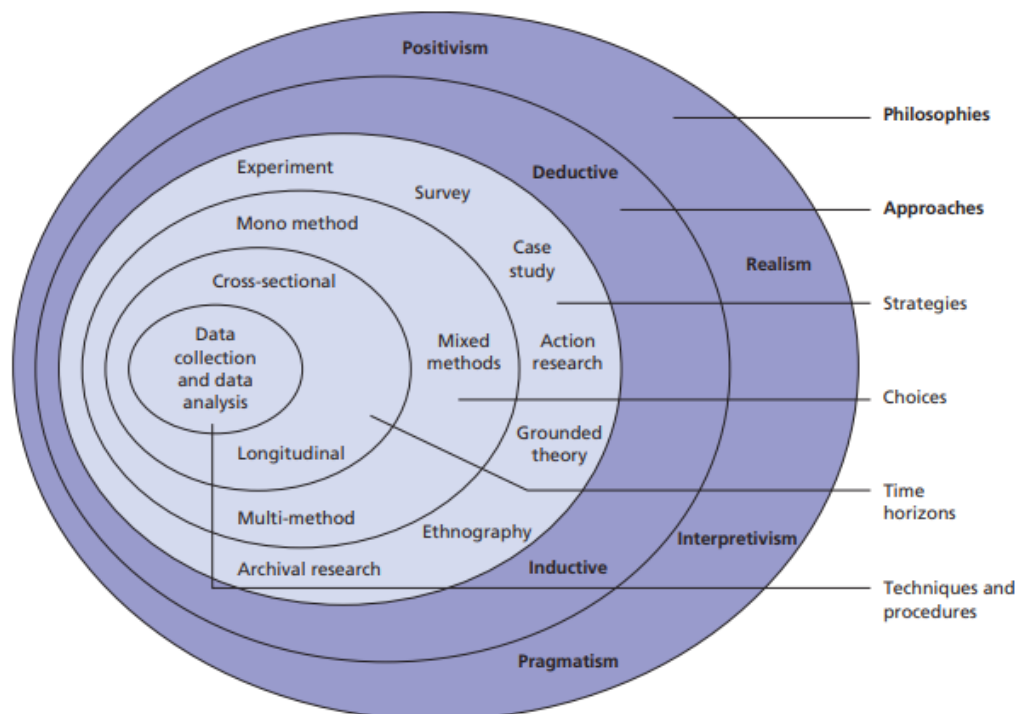 Positivism
Philosophies
Experiment
Deductive
Survey
Approaches
Mono method
Case
study
Realism
Cross-sectional
Strategies
Data
collection
and data
analysis
Mixed
methods
Action
research
Choices
Longitudinal
Grounded
theory
Time
horizons
Multi-method
Ethnography
Interpretivism
Archival research
Inductive
Techniques and
procedures
Pragmatism